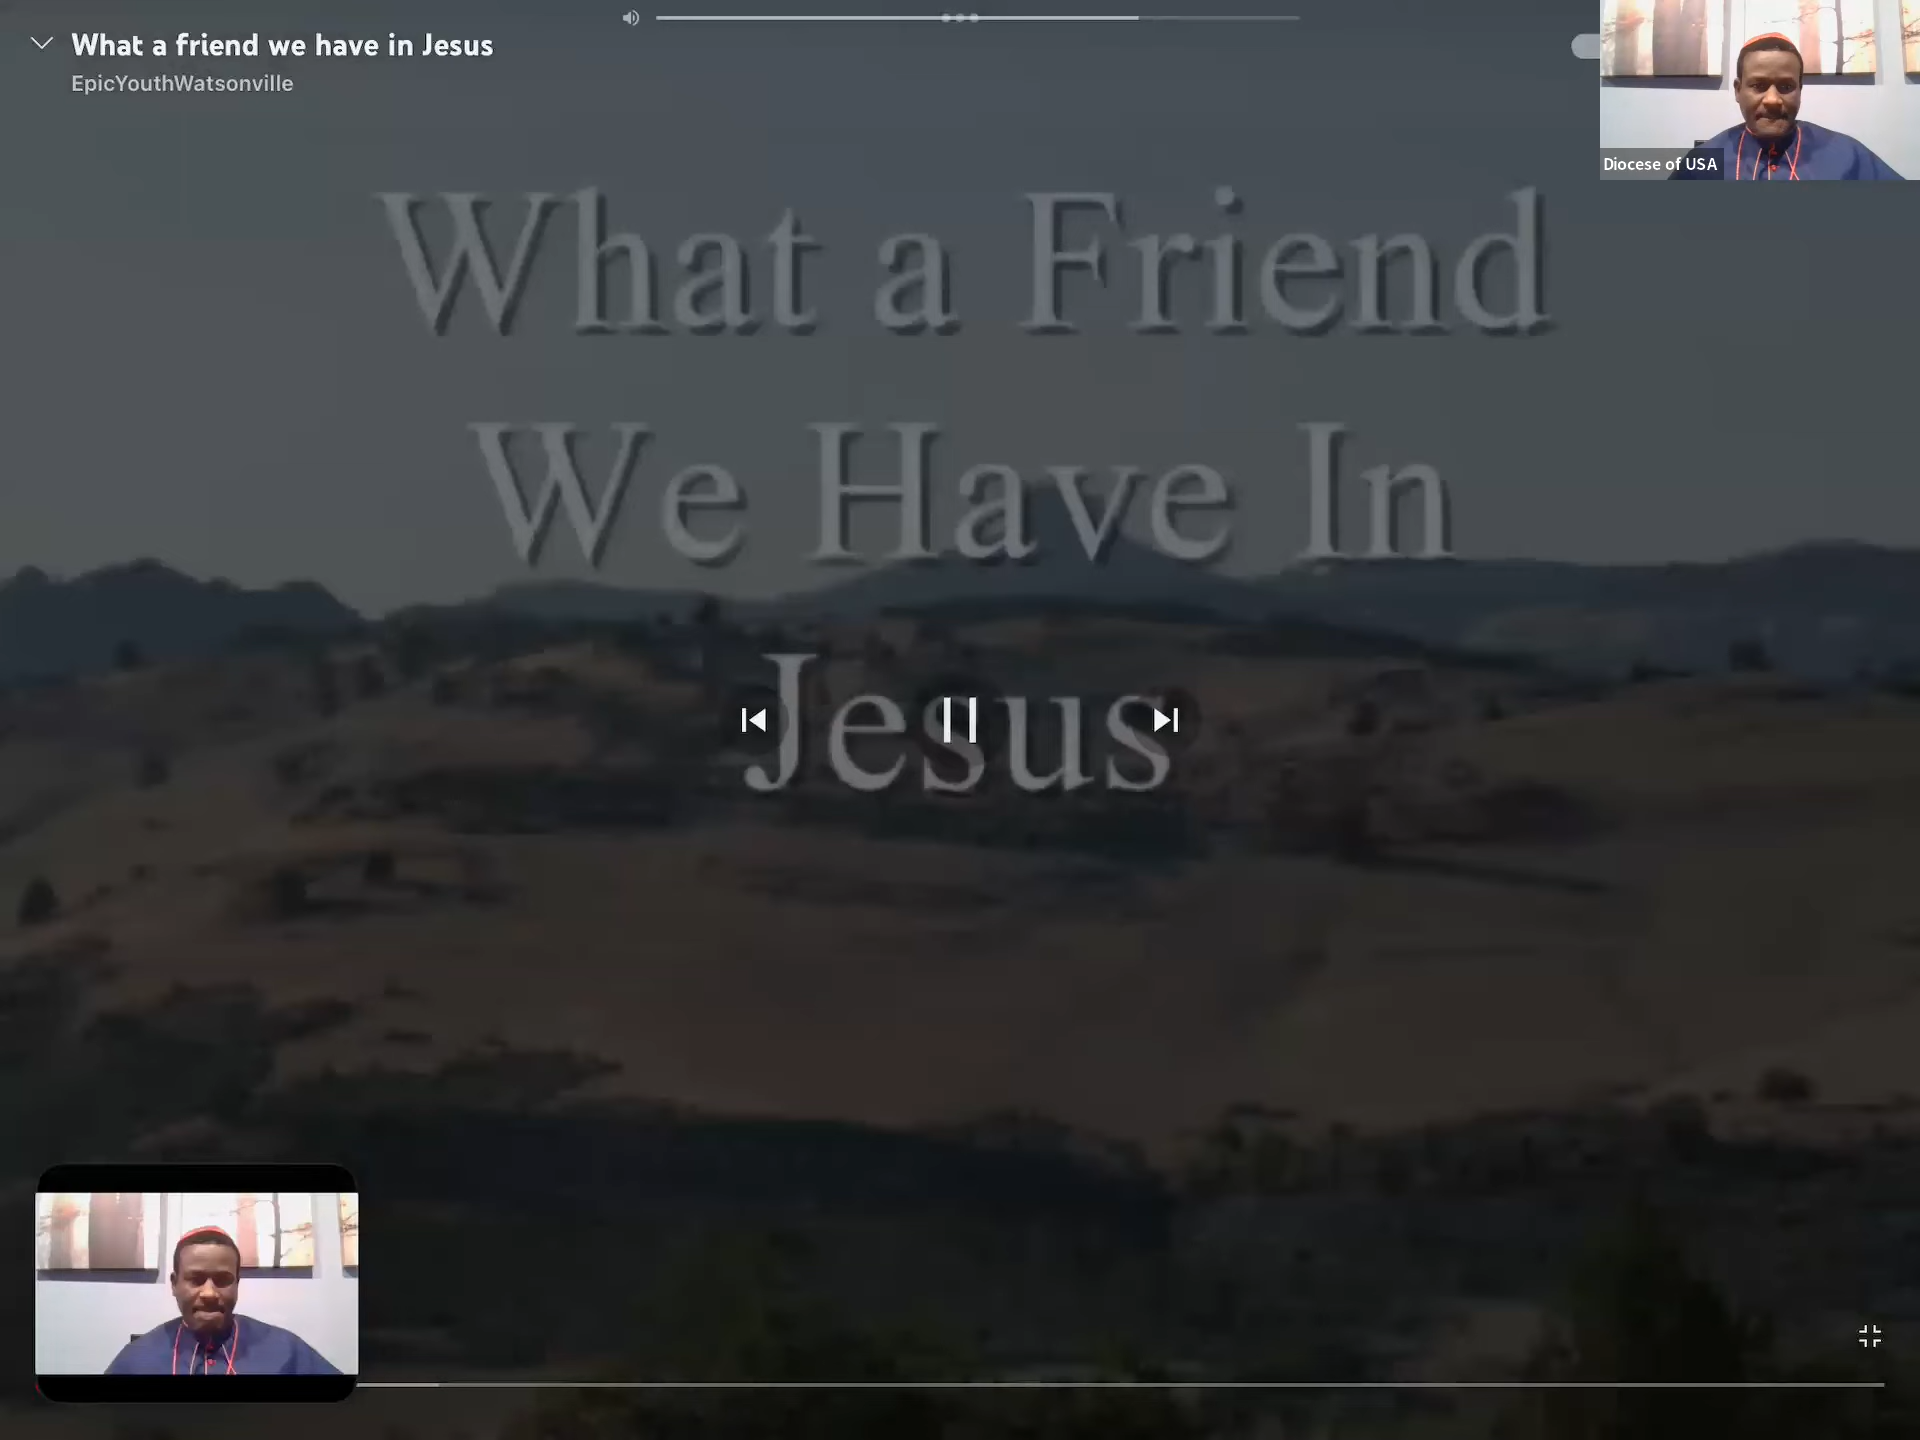 What a friend we have in Jesus
EpicYouthWatsonville
Diocese of USA
What a Friend
We Have In
Jesus